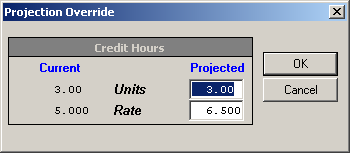 Projection Override
Credit Hours
Current Projected
3.00 Units 3.00
5.000 Rate 6.500
OK
Cancel